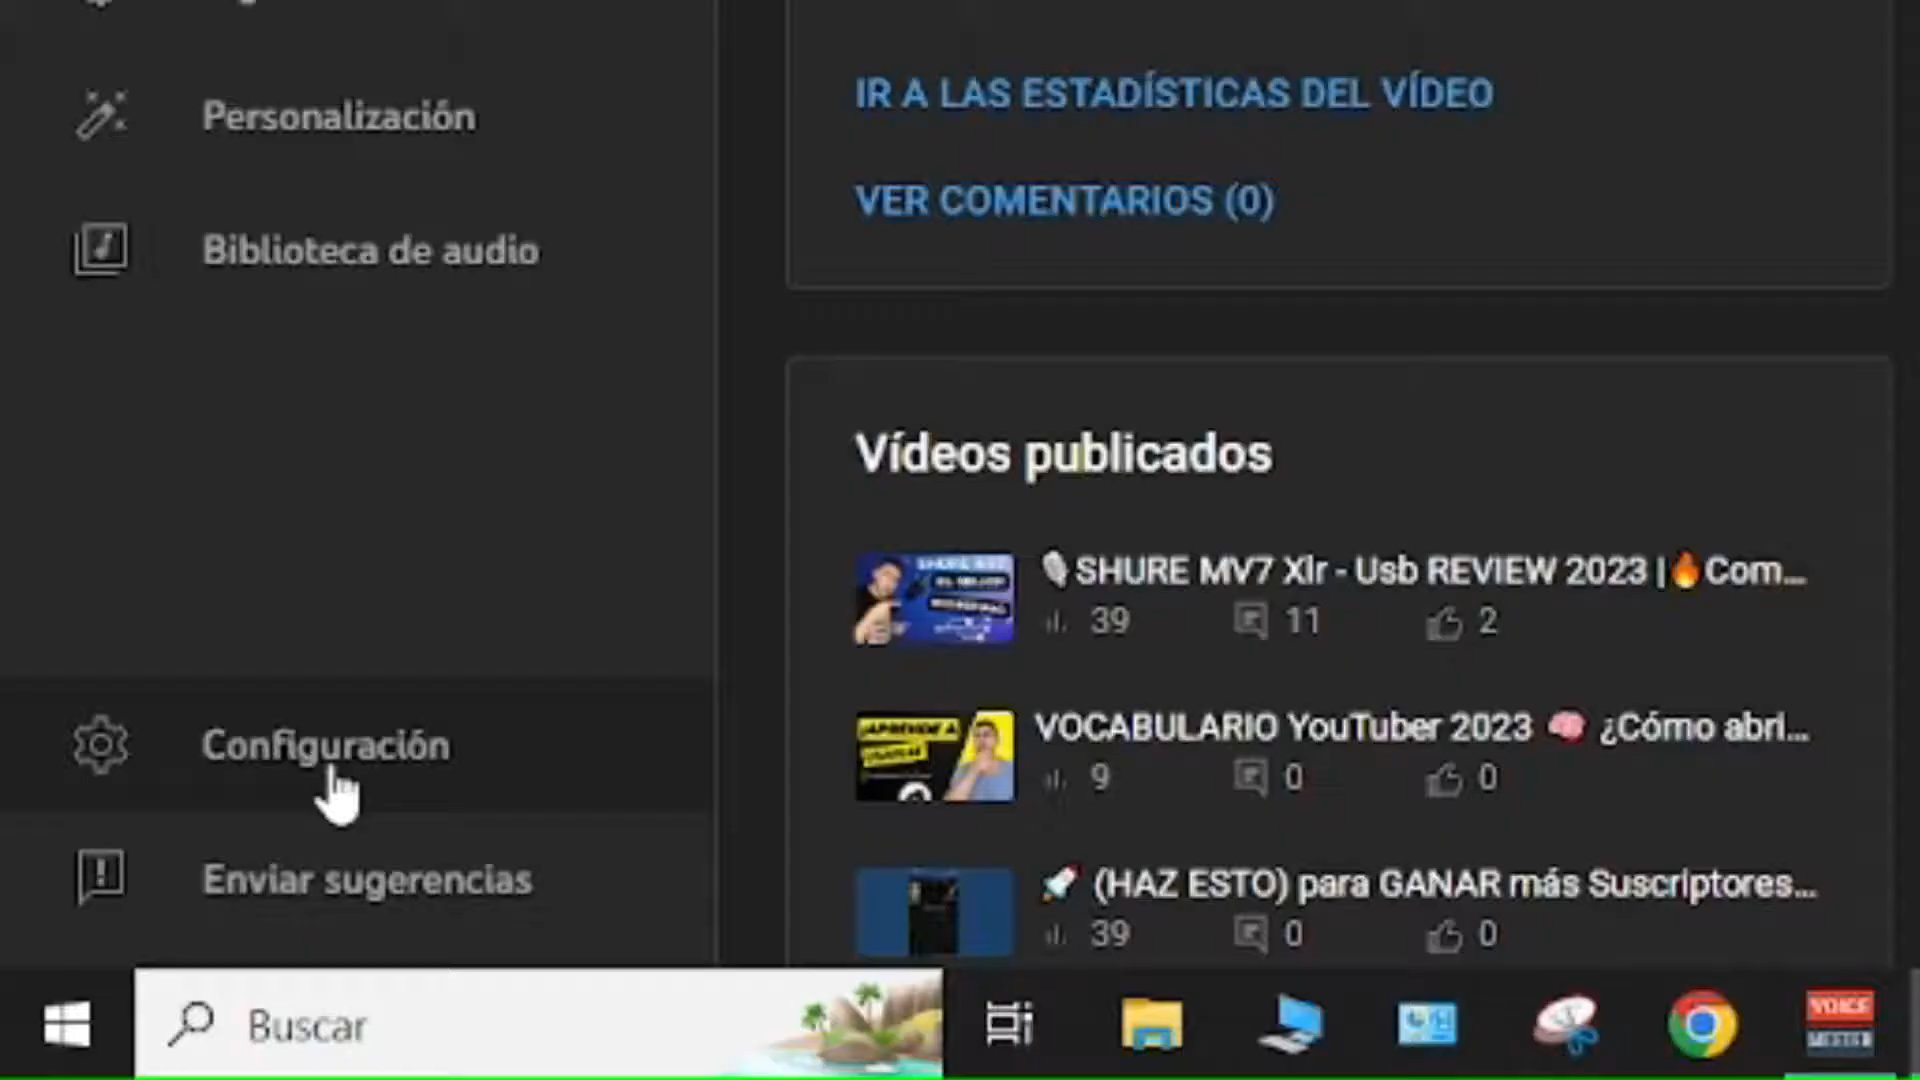 Personalización
Biblioteca de audio
Configuración
Enviar sugerencias
IR A LAS ESTADÍSTICAS DEL VÍDEO
VER COMENTARIOS (0)
Vídeos publicados
SHURE MV7 Xlr - Usb REVIEW 2023 |🔥Com...
39 11 2
VOCABULARIO YouTuber 2023 🧠 ¿Cómo abri...
9 0 0
🚀 (HAZ ESTO) para GANAR más Suscriptores...
39 0 0
Buscar
VOICE